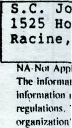 S.C. Jo
1525 Ho
Racine,
NA-Not Appl
The informat
information r
regulations. T
organization'